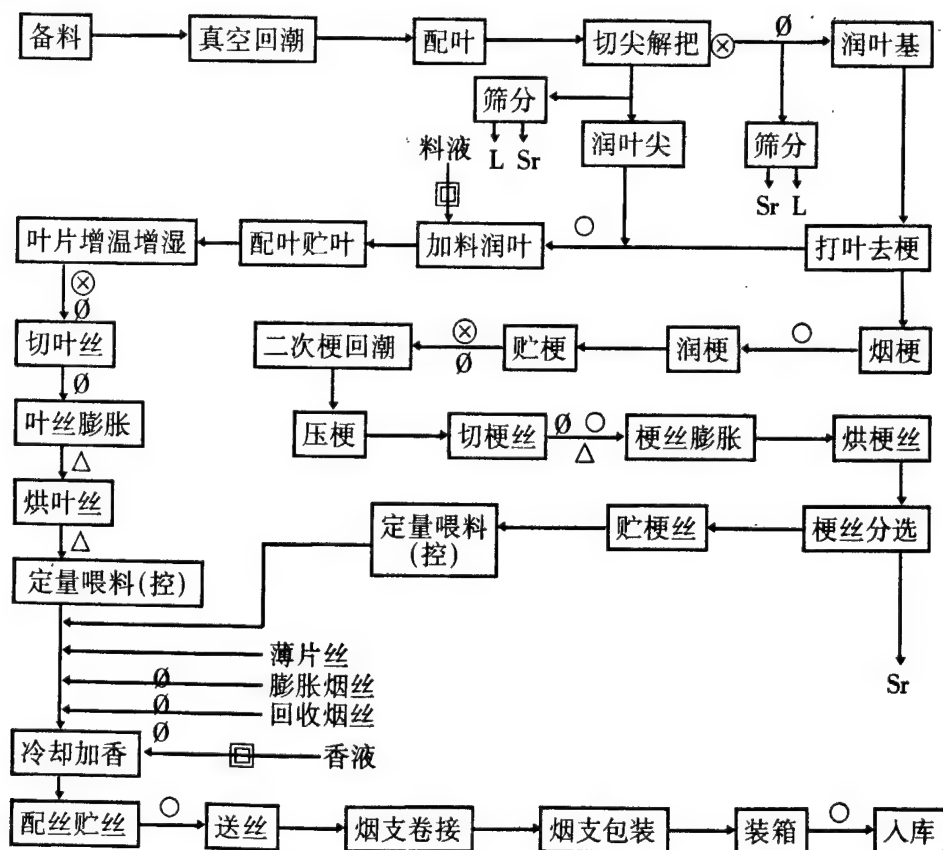 备料
真空回潮
配叶
切尖解把
⊗
Ø
润叶基
筛分
润叶尖
筛分
L Sr
Sr L
料液
叶片增温增湿
配叶贮叶
加料润叶
打叶去梗
⊗
Ø
切叶丝
二次梗回潮
⊗
Ø
贮梗
润梗
烟梗
Ø
叶丝膨胀
压梗
切梗丝
Ø
△
梗丝膨胀
烘梗丝
△
烘叶丝
定量喂料
(控)
贮梗丝
梗丝分选
△
定量喂料(控)
薄片丝
Sr
Ø
膨胀烟丝
Ø
回收烟丝
Ø
冷却加香
香液
配丝贮丝
送丝
烟支卷接
烟支包装
装箱
入库